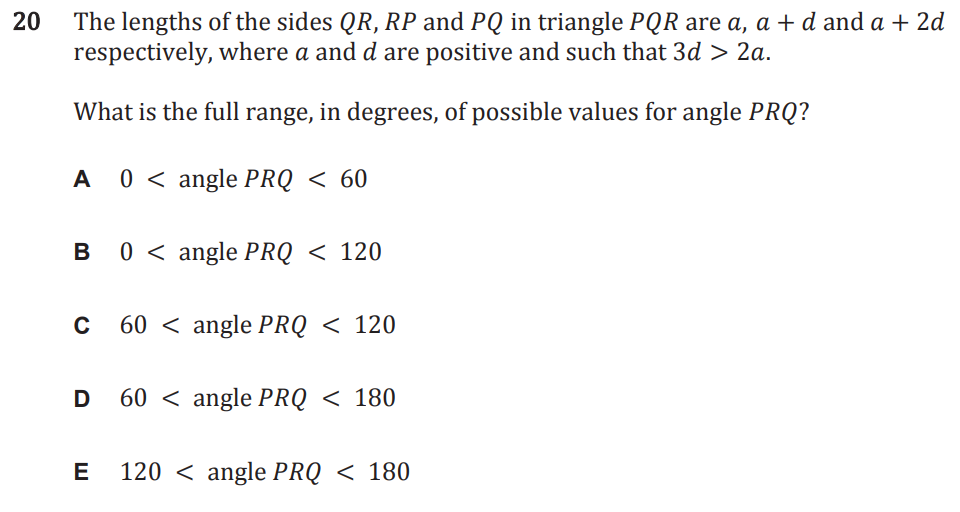 20 The lengths of the sides QR, RP and PQ in triangle PQR are a, a + d and a + 2d
respectively, where a and d are positive and such that 3d > 2a.
What is the full range, in degrees, of possible values for angle PRQ?
A 0 < angle PRQ < 60
B 0 < angle PRQ < 120
C 60 < angle PRQ < 120
D 60 < angle PRQ < 180
E 120 < angle PRQ < 180